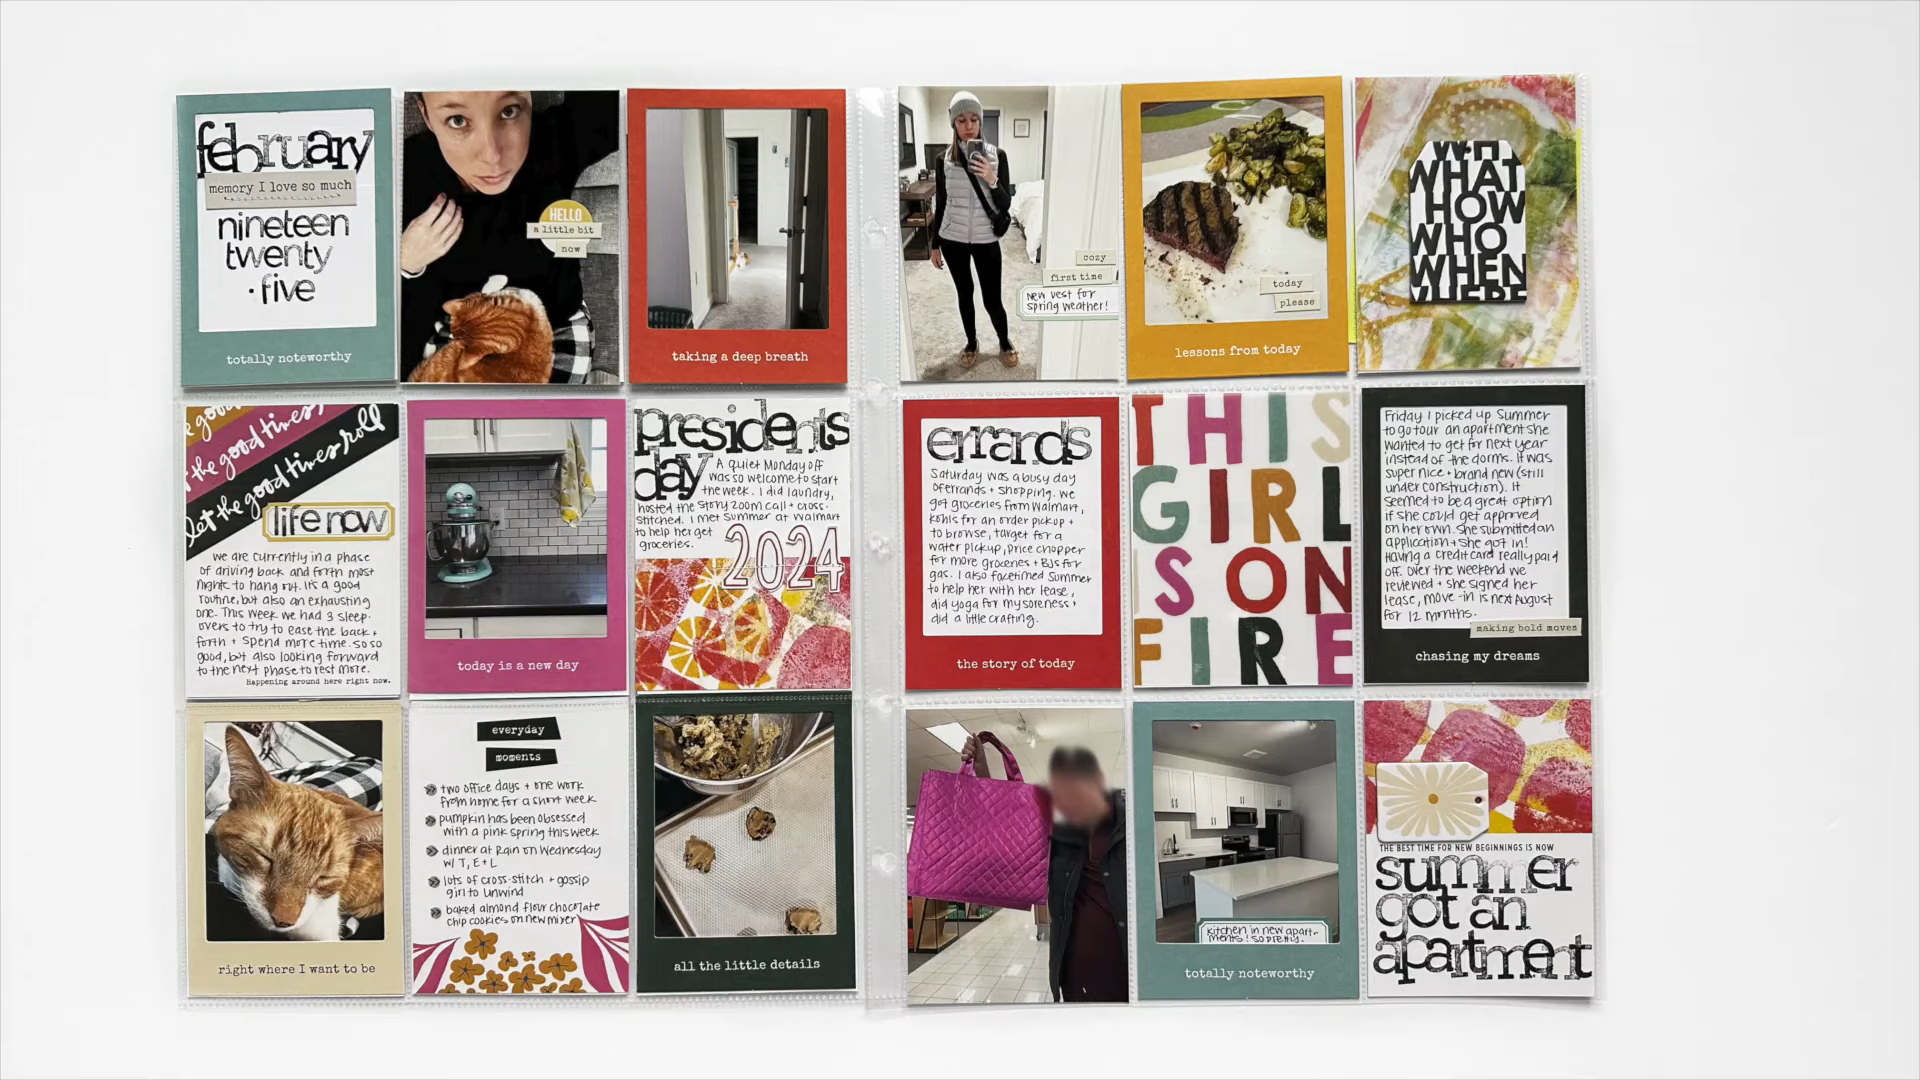 february
memory I love so much
nineteen
twenty
five
totally noteworthy
HELLO
a little bit
now
taking a deep breath
cozy
first time
new vest for
spring weather!
today
please
lessons from today
WHAT
HOW
WHO
WHEN
WHERE
the good times
let the good times roll
life now
we are currently in a phase
of driving back and forth most
nights to hang out. It's a good
routine, but also an exhausting
one. This week we had 3 sleep-
overs to try to ease the back +
forth + spend more time. so so
good, but also looking forward
to the next phase to rest more.
Happening around here right now.
today is a new day
presidents
day
A quiet Monday off
was so welcome to start
the week. I did laundry,
hosted the story zoom call + cross-
stitched. I met Summer at Walmart
to help her get
groceries.
2024
errands
Saturday was a busy day
of errands + shopping. we
got groceries from Walmart,
kohls for an order pickup +
to browse, target for a
water pickup, price chopper
for more groceries + BJs for
gas. I also facetimed Summer
to help her with her lease,
did yoga for my soreness +
did a little crafting.
the story of today
THIS
GIRL
IS ON
FIRE
Friday I picked up Summer
to go tour an apartment she
wanted to get for next year
instead of the dorms. It was
super nice + brand new (still
under construction). It
seemed to be a great option
if she could get approved
on her own. She submitted an
application + she got in!
Having a credit card really paid
off. Over the weekend we
reviewed + she signed her
lease, move-in is next August
for 12 months.
making bold moves
chasing my dreams
right where I want to be
everyday
moments
two office days + one work
from home for a short week
pumpkin has been obsessed
with a pink spring this week
dinner at Rain on Wednesday
w/ T, E + L
lots of cross-stitch + gossip
girl to unwind
baked almond flour chocolate
chip cookies on new mixer
all the little details
kitchen in new apart-
ments! so pretty.
totally noteworthy
THE BEST TIME FOR NEW BEGINNINGS IS NOW
summer
got an
apartment